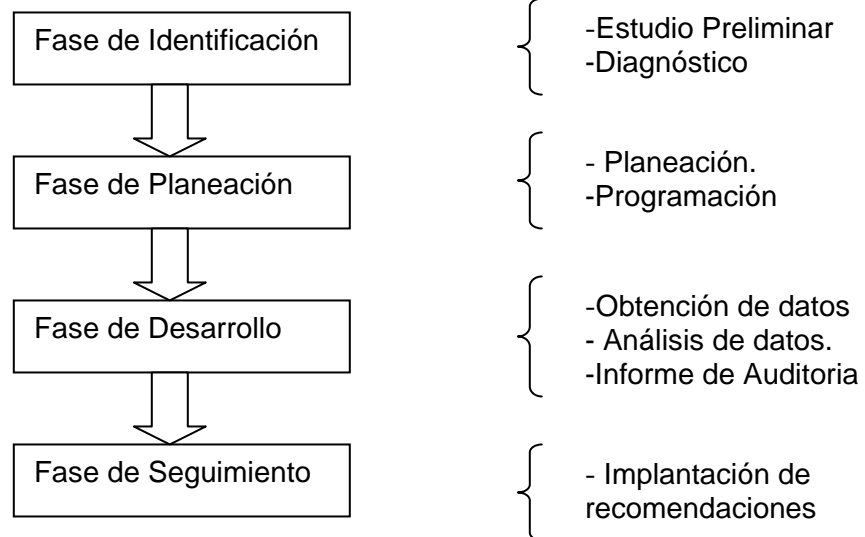 Fase de Identificación
-Estudio Preliminar
-Diagnóstico
Fase de Planeación
- Planeación.
-Programación
Fase de Desarrollo
-Obtención de datos
- Análisis de datos.
-Informe de Auditoria
Fase de Seguimiento
- Implantación de
recomendaciones